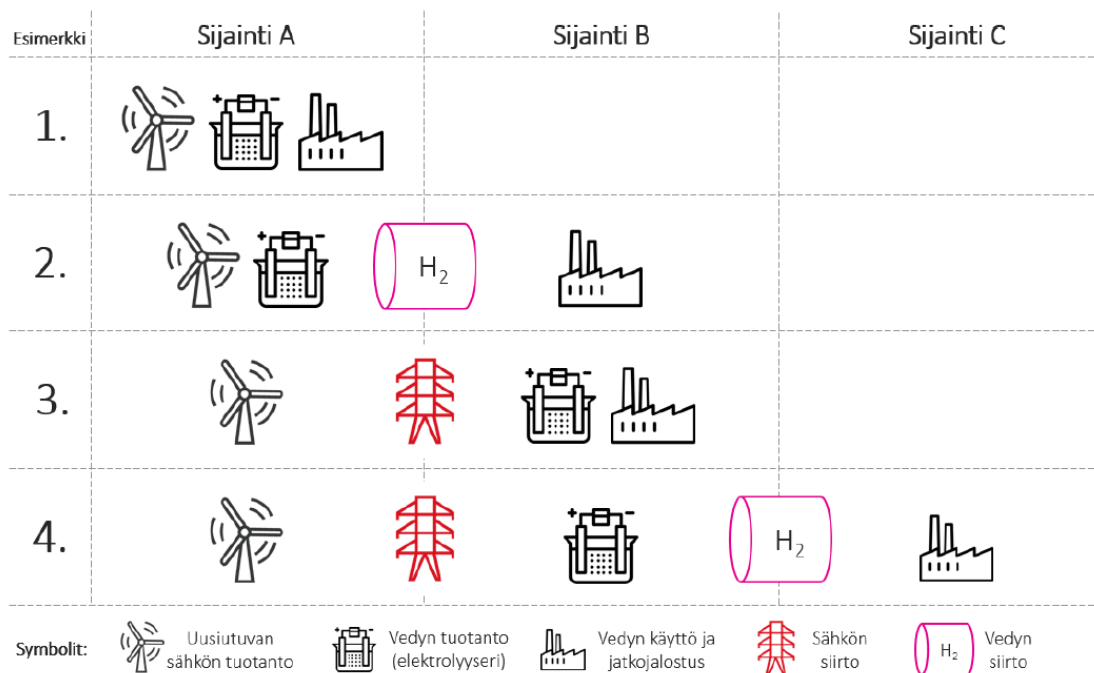 Esimerkki Sijainti A Sijainti B Sijainti C
1.
+ −
2.
+ −
H₂
3.
+ −
4.
+ −
H₂
Symbolit:
Uusiutuvan
sähkön tuotanto
Vedyn tuotanto
(elektrolyyseri)
Vedyn käyttö ja
jatkojalostus
Sähkön
siirto
H₂
Vedyn
siirto